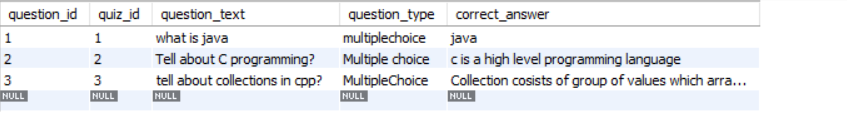 question_id quiz_id question_text question_type correct_answer
1 1 what is java multiplechoice java
2 2 Tell about C programming? Multiple choice c is a high level programming language
3 3 tell about collections in cpp? MultipleChoice Collection cosists of group of values which arra...
NULL NULL NULL NULL NULL